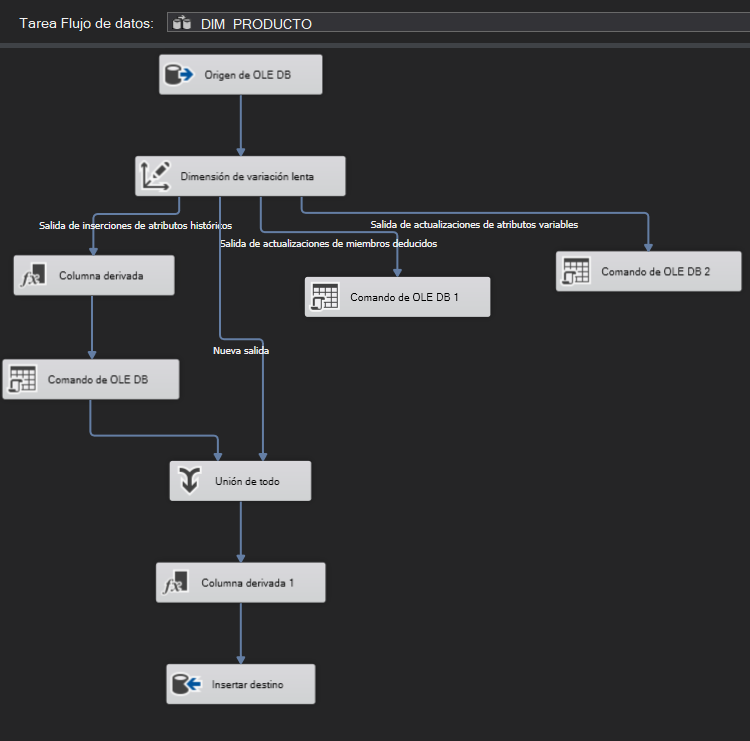 Tarea Flujo de datos: DIM PRODUCTO
Origen de OLE DB
Dimensión de variación lenta
Salida de inserciones de atributos históricos
Salida de actualizaciones de atributos variables
Salida de actualizaciones de miembros deducidos
Columna derivada
Comando de OLE DB 1
Comando de OLE DB 2
Nueva salida
Comando de OLE DB
Unión de todo
Columna derivada 1
Insertar destino